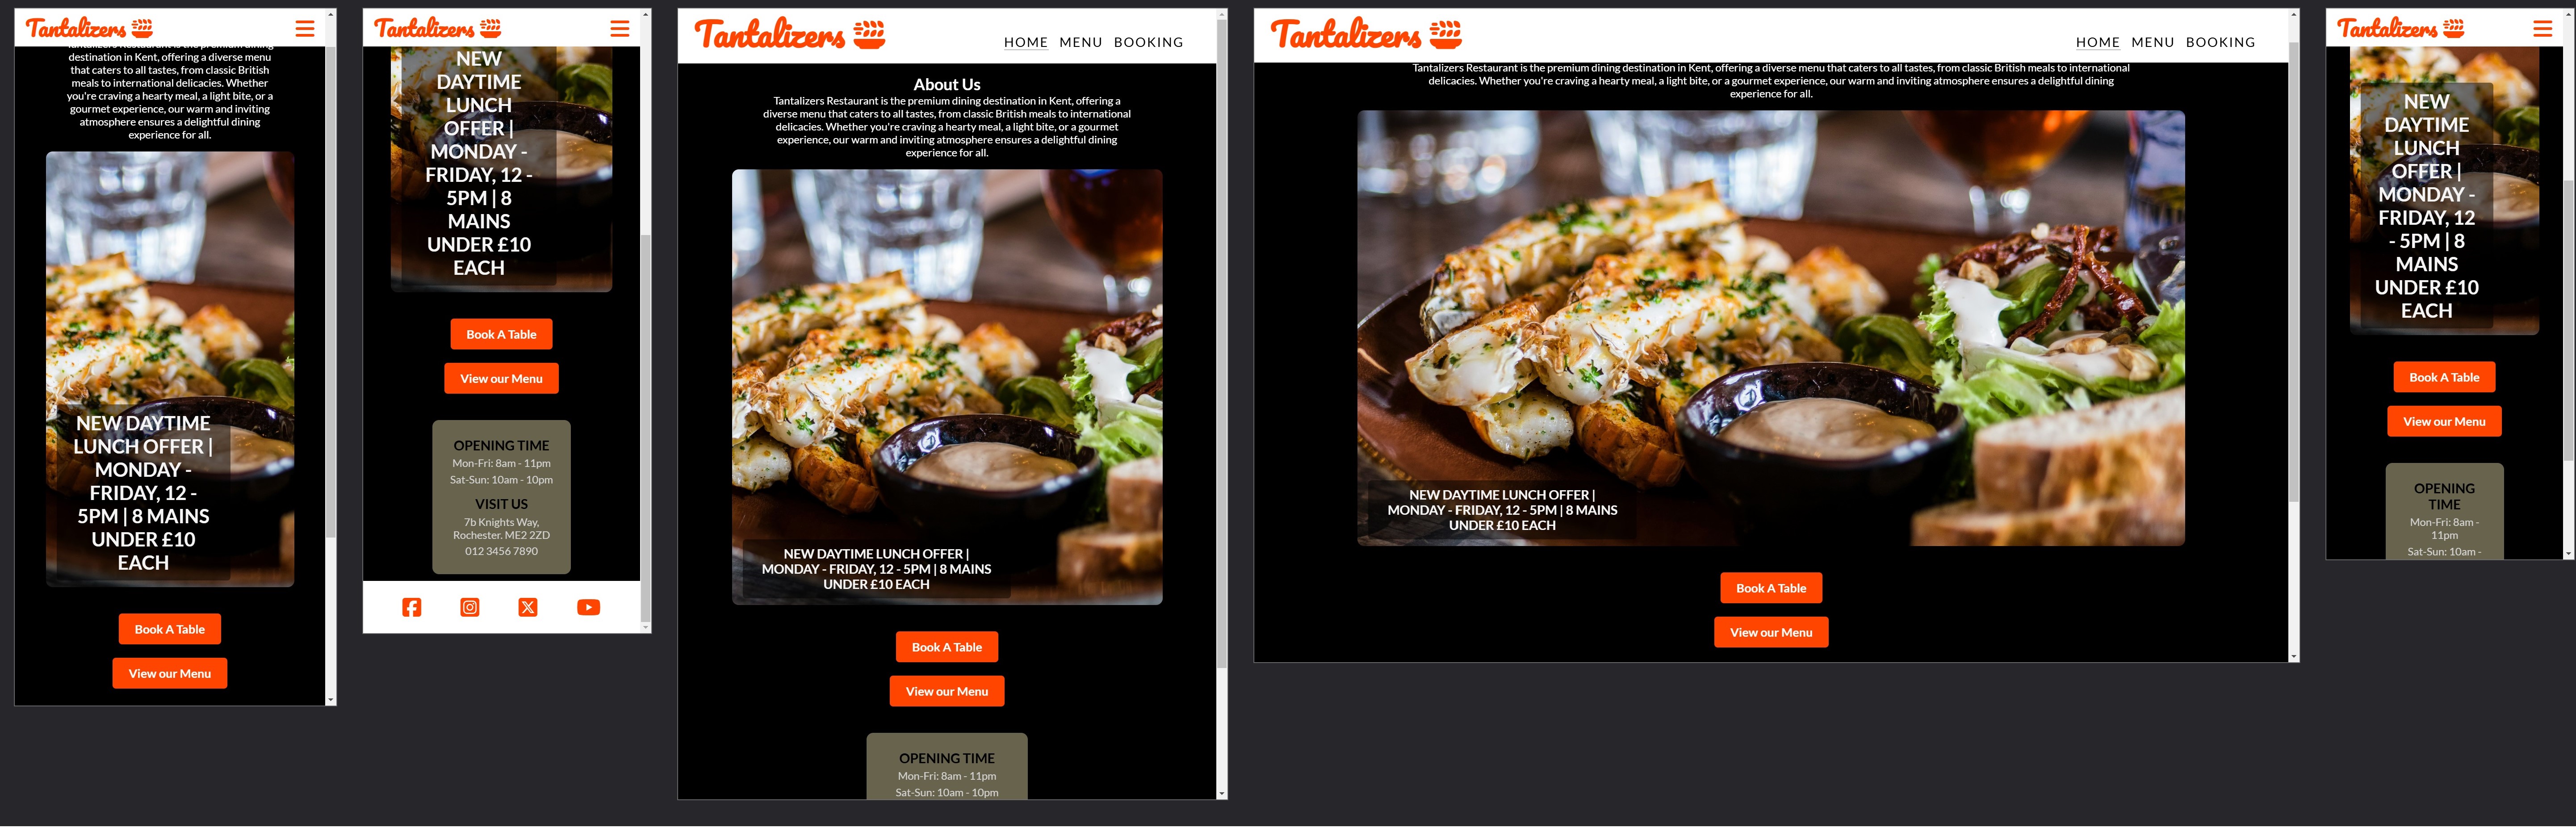 Tantalizers
Tantalizers Restaurant is the premium dining
destination in Kent, offering a diverse menu
that caters to all tastes, from classic British
meals to international delicacies. Whether
you're craving a hearty meal, a light bite, or a
gourmet experience, our warm and inviting
atmosphere ensures a delightful dining
experience for all.
NEW DAYTIME
LUNCH OFFER |
MONDAY -
FRIDAY, 12 -
5PM | 8 MAINS
UNDER £10
EACH
Book A Table
View our Menu
Tantalizers
NEW
DAYTIME
LUNCH
OFFER |
MONDAY -
FRIDAY, 12 -
5PM | 8
MAINS
UNDER £10
EACH
Book A Table
View our Menu
OPENING TIME
Mon-Fri: 8am - 11pm
Sat-Sun: 10am - 10pm
VISIT US
7b Knights Way,
Rochester. ME2 2ZD
012 3456 7890
Tantalizers
HOME MENU BOOKING
About Us
Tantalizers Restaurant is the premium dining destination in Kent, offering a
diverse menu that caters to all tastes, from classic British meals to international
delicacies. Whether you're craving a hearty meal, a light bite, or a gourmet
experience, our warm and inviting atmosphere ensures a delightful dining
experience for all.
NEW DAYTIME LUNCH OFFER |
MONDAY - FRIDAY, 12 - 5PM | 8 MAINS
UNDER £10 EACH
Book A Table
View our Menu
OPENING TIME
Mon-Fri: 8am - 11pm
Sat-Sun: 10am - 10pm
Tantalizers
HOME MENU BOOKING
Tantalizers Restaurant is the premium dining destination in Kent, offering a diverse menu that caters to all tastes, from classic British meals to international
delicacies. Whether you're craving a hearty meal, a light bite, or a gourmet experience, our warm and inviting atmosphere ensures a delightful dining
experience for all.
NEW DAYTIME LUNCH OFFER |
MONDAY - FRIDAY, 12 - 5PM | 8 MAINS
UNDER £10 EACH
Book A Table
View our Menu
Tantalizers
NEW
DAYTIME
LUNCH
OFFER |
MONDAY -
FRIDAY, 12
- 5PM | 8
MAINS
UNDER £10
EACH
Book A Table
View our Menu
OPENING
TIME
Mon-Fri: 8am -
11pm
Sat-Sun: 10am -